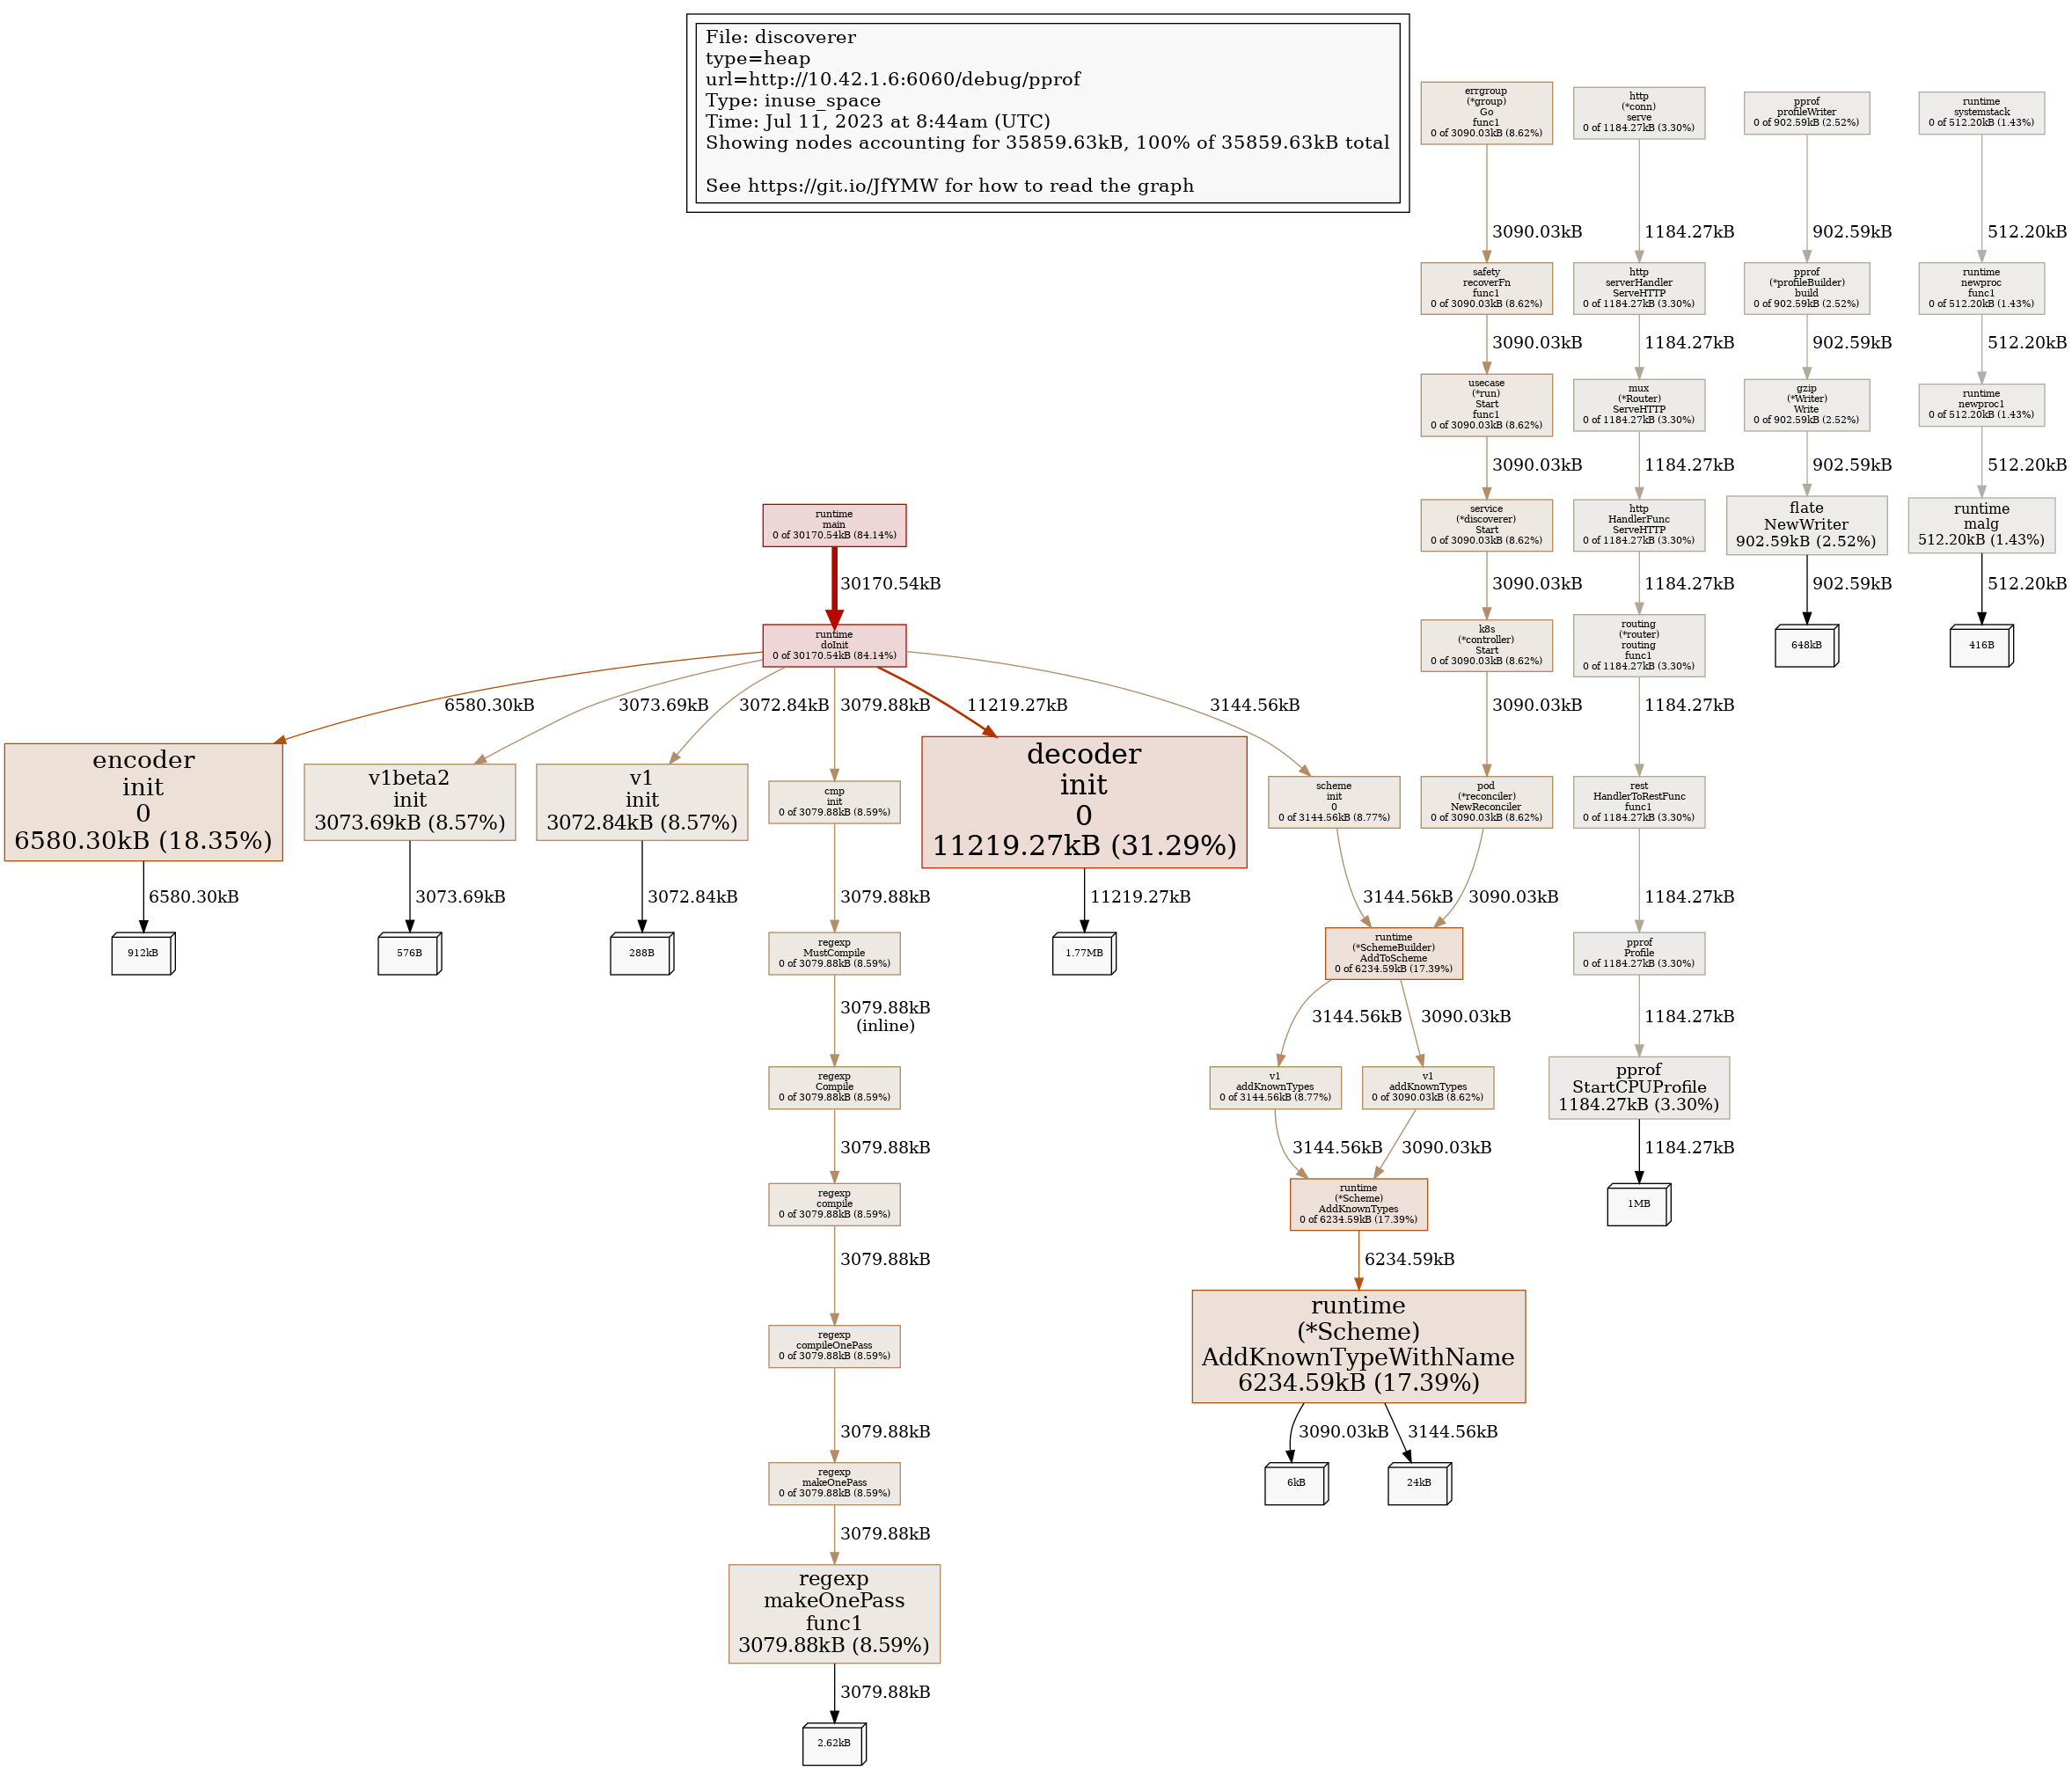 File: discoverer
type=heap
url=http://10.42.1.6:6060/debug/pprof
Type: inuse_space
Time: Jul 11, 2023 at 8:44am (UTC)
Showing nodes accounting for 35859.63kB, 100% of 35859.63kB total
See https://git.io/JfYMW for how to read the graph
errgroup
(*group)
Go
func1
0 of 3090.03kB (8.62%)
http
(*conn)
serve
0 of 1184.27kB (3.30%)
pprof
profileWriter
0 of 902.59kB (2.52%)
runtime
systemstack
0 of 512.20kB (1.43%)
3090.03kB
1184.27kB
902.59kB
512.20kB
safety
recoverFn
func1
0 of 3090.03kB (8.62%)
http
serverHandler
ServeHTTP
0 of 1184.27kB (3.30%)
pprof
(*profileBuilder)
build
0 of 902.59kB (2.52%)
runtime
newproc
func1
0 of 512.20kB (1.43%)
3090.03kB
1184.27kB
902.59kB
512.20kB
usecase
(*run)
Start
func1
0 of 3090.03kB (8.62%)
mux
(*Router)
ServeHTTP
0 of 1184.27kB (3.30%)
gzip
(*Writer)
Write
0 of 902.59kB (2.52%)
runtime
newproc1
0 of 512.20kB (1.43%)
3090.03kB
1184.27kB
902.59kB
512.20kB
runtime
main
0 of 30170.54kB (84.14%)
service
(*discoverer)
Start
0 of 3090.03kB (8.62%)
http
HandlerFunc
ServeHTTP
0 of 1184.27kB (3.30%)
flate
NewWriter
902.59kB (2.52%)
runtime
malg
512.20kB (1.43%)
30170.54kB
3090.03kB
1184.27kB
902.59kB
512.20kB
runtime
doInit
0 of 30170.54kB (84.14%)
k8s
(*controller)
Start
0 of 3090.03kB (8.62%)
routing
(*router)
routing
func1
0 of 1184.27kB (3.30%)
648kB
416B
6580.30kB
3073.69kB
3072.84kB
3079.88kB
11219.27kB
3144.56kB
3090.03kB
1184.27kB
encoder
init
0
6580.30kB (18.35%)
v1beta2
init
3073.69kB (8.57%)
v1
init
3072.84kB (8.57%)
cmp
init
0 of 3079.88kB (8.59%)
decoder
init
0
11219.27kB (31.29%)
scheme
init
0
0 of 3144.56kB (8.77%)
pod
(*reconciler)
NewReconciler
0 of 3090.03kB (8.62%)
rest
HandlerToRestFunc
func1
0 of 1184.27kB (3.30%)
6580.30kB
3073.69kB
3072.84kB
3079.88kB
11219.27kB
3144.56kB
3090.03kB
1184.27kB
912kB
576B
288B
regexp
MustCompile
0 of 3079.88kB (8.59%)
1.77MB
runtime
(*SchemeBuilder)
AddToScheme
0 of 6234.59kB (17.39%)
pprof
Profile
0 of 1184.27kB (3.30%)
3079.88kB
(inline)
3144.56kB
3090.03kB
1184.27kB
regexp
Compile
0 of 3079.88kB (8.59%)
v1
addKnownTypes
0 of 3144.56kB (8.77%)
v1
addKnownTypes
0 of 3090.03kB (8.62%)
pprof
StartCPUProfile
1184.27kB (3.30%)
3079.88kB
3144.56kB
3090.03kB
1184.27kB
regexp
compile
0 of 3079.88kB (8.59%)
runtime
(*Scheme)
AddKnownTypes
0 of 6234.59kB (17.39%)
1MB
3079.88kB
6234.59kB
regexp
compileOnePass
0 of 3079.88kB (8.59%)
runtime
(*Scheme)
AddKnownTypeWithName
6234.59kB (17.39%)
3079.88kB
3090.03kB
3144.56kB
regexp
makeOnePass
0 of 3079.88kB (8.59%)
6kB
24kB
3079.88kB
regexp
makeOnePass
func1
3079.88kB (8.59%)
3079.88kB
2.62kB